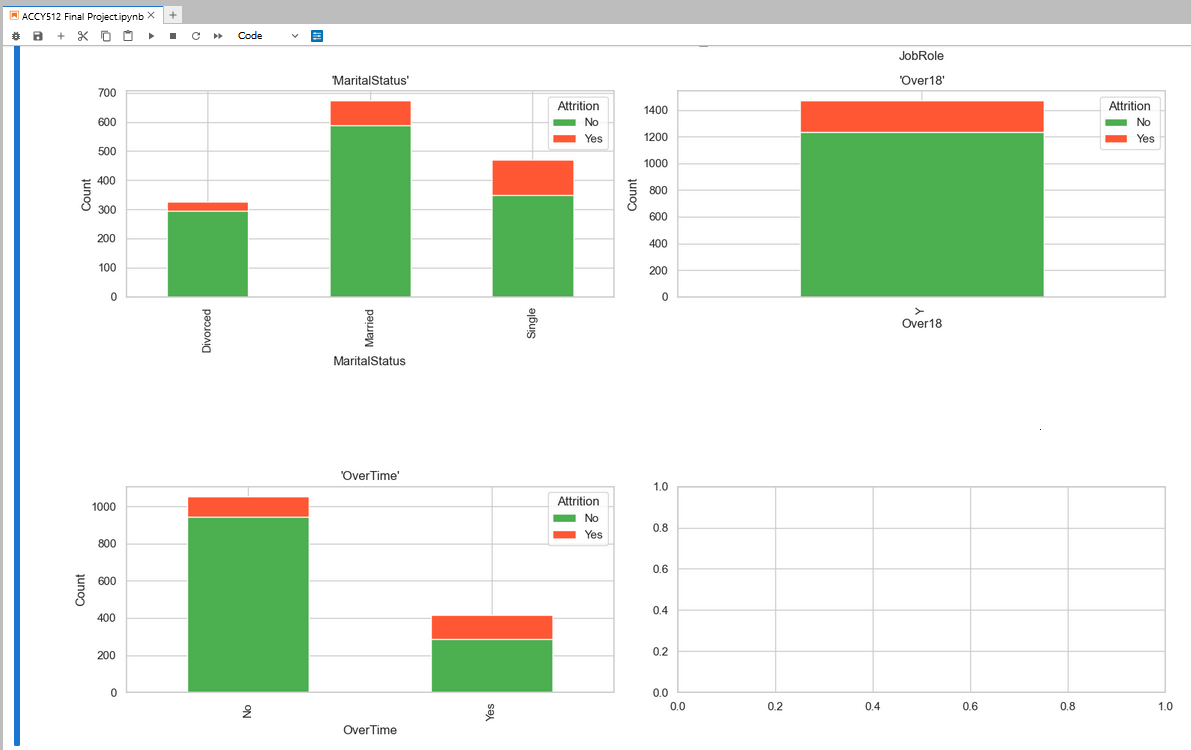 ACCY512 Final Project.ipynb
Code
JobRole
'MaritalStatus'
700
600
500
400
300
200
100
0
Count
Attrition
No
Yes
Divorced
Married
Single
MaritalStatus
'Over18'
1400
1200
1000
800
600
400
200
0
Count
Attrition
No
Yes
Y
Over18
'OverTime'
1000
800
600
400
200
0
Count
Attrition
No
Yes
No
Yes
OverTime
1.0
0.8
0.6
0.4
0.2
0.0
0.0 0.2 0.4 0.6 0.8 1.0